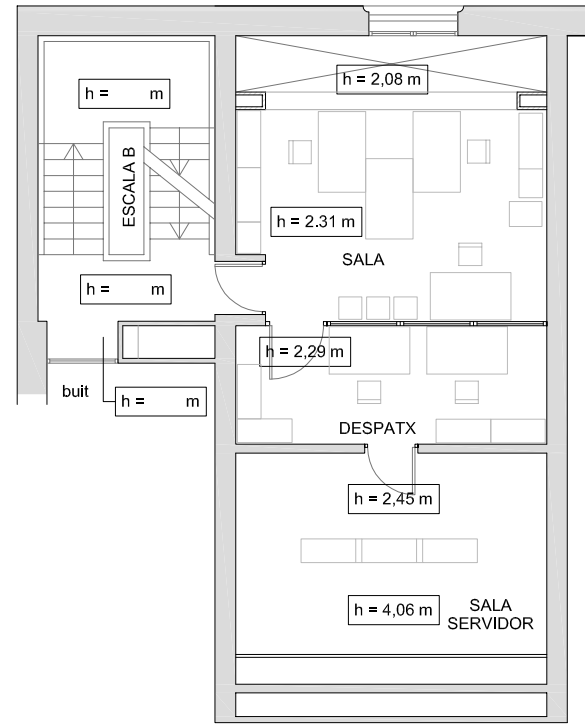 h = 2,08 m
h = m
ESCALA B
h = 2.31 m
SALA
h = m
h = 2,29 m
buit
h = m
DESPATX
h = 2,45 m
h = 4,06 m
SALA
SERVIDOR